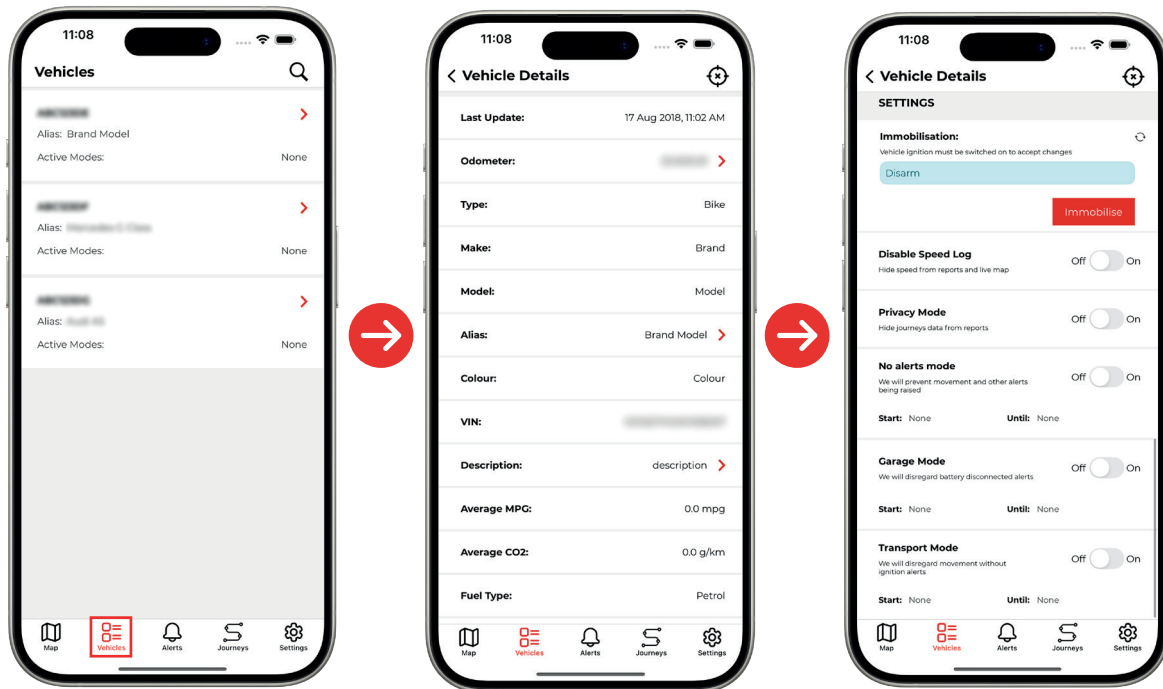 11:08
Vehicles
Alias: Brand Model
Active Modes: None
Alias:
Active Modes: None
Alias:
Active Modes: None
Map Vehicles Alerts Journeys Settings
11:08
Vehicle Details
Last Update: 17 Aug 2018, 11:02 AM
Odometer:
Type: Bike
Make: Brand
Model: Model
Alias: Brand Model
Colour: Colour
VIN:
Description: description
Average MPG: 0.0 mpg
Average CO2: 0.0 g/km
Fuel Type: Petrol
Map Vehicles Alerts Journeys Settings
11:08
Vehicle Details
SETTINGS
Immobilisation:
Vehicle ignition must be switched on to accept changes
Disarm
Immobilise
Disable Speed Log
Off On
Hide speed from reports and live map
Privacy Mode
Off On
Hide journeys data from reports
No alerts mode
Off On
We will prevent movement and other alerts
being raised
Start: None Until: None
Garage Mode
Off On
We will disregard battery disconnected alerts
Start: None Until: None
Transport Mode
Off On
We will disregard movement without
ignition alerts
Start: None Until: None
Map Vehicles Alerts Journeys Settings